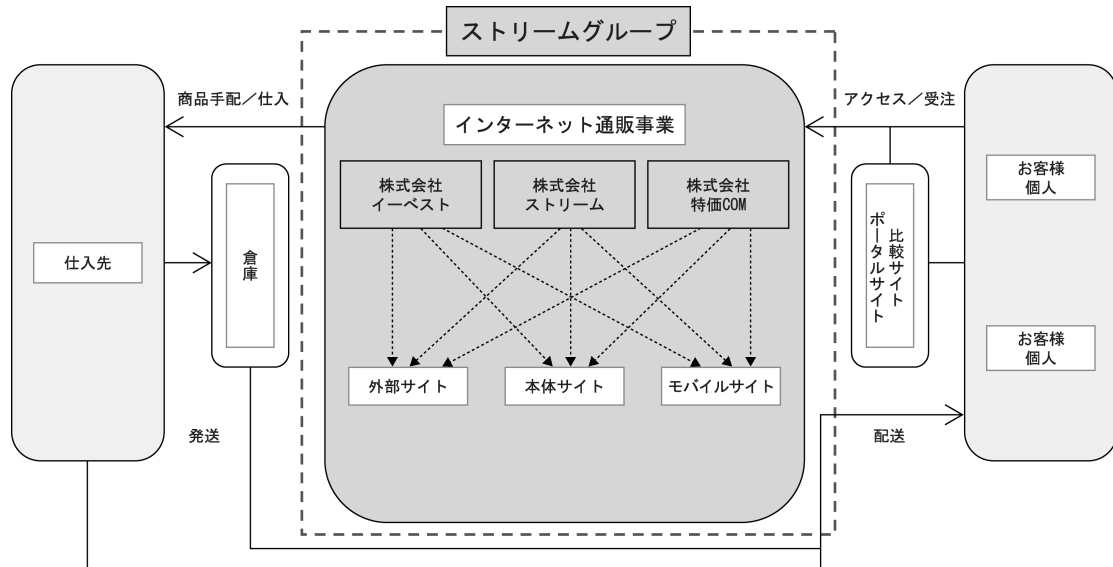 ストリームグループ
商品手配／仕入
アクセス／受注
インターネット通販事業
株式会社
イーベスト
株式会社
ストリーム
株式会社
特価COM
お客様
個人
仕入先
倉庫
比較サイト
ポータルサイト
お客様
個人
外部サイト
本体サイト
モバイルサイト
発送
配送